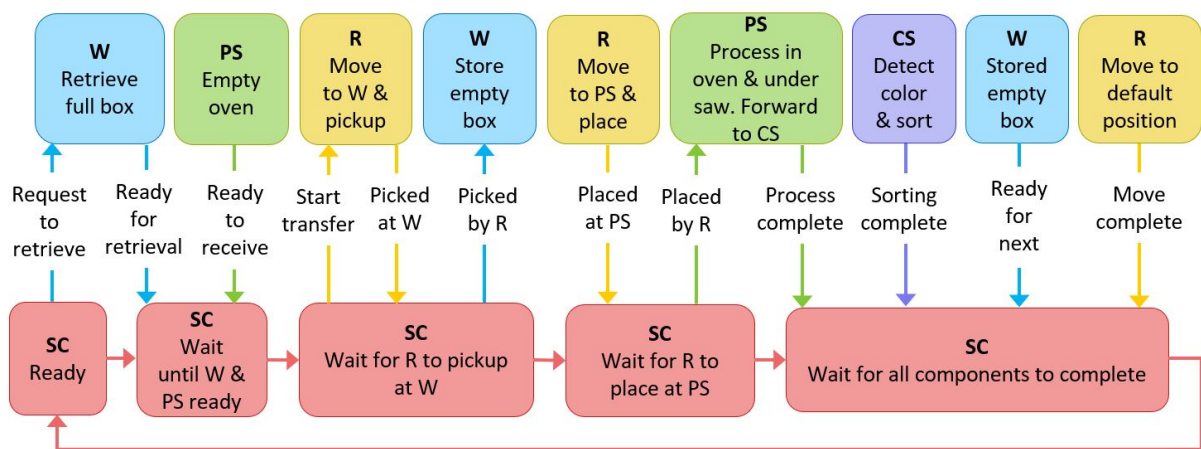 W
Retrieve
full box
PS
Empty
oven
R
Move
to W &
pickup
W
Store
empty
box
R
Move
to PS &
place
PS
Process in
oven & under
saw. Forward
to CS
CS
Detect
color
& sort
W
Stored
empty
box
R
Move to
default
position
Request
to
retrieve
Ready
for
retrieval
Ready
to
receive
Start
transfer
Picked
at W
Picked
by R
Placed
at PS
Placed
by R
Process
complete
Sorting
complete
Ready
for
next
Move
complete
SC
Ready
SC
Wait
until W &
PS ready
SC
Wait for R to pickup
at W
SC
Wait for R to
place at PS
SC
Wait for all components to complete